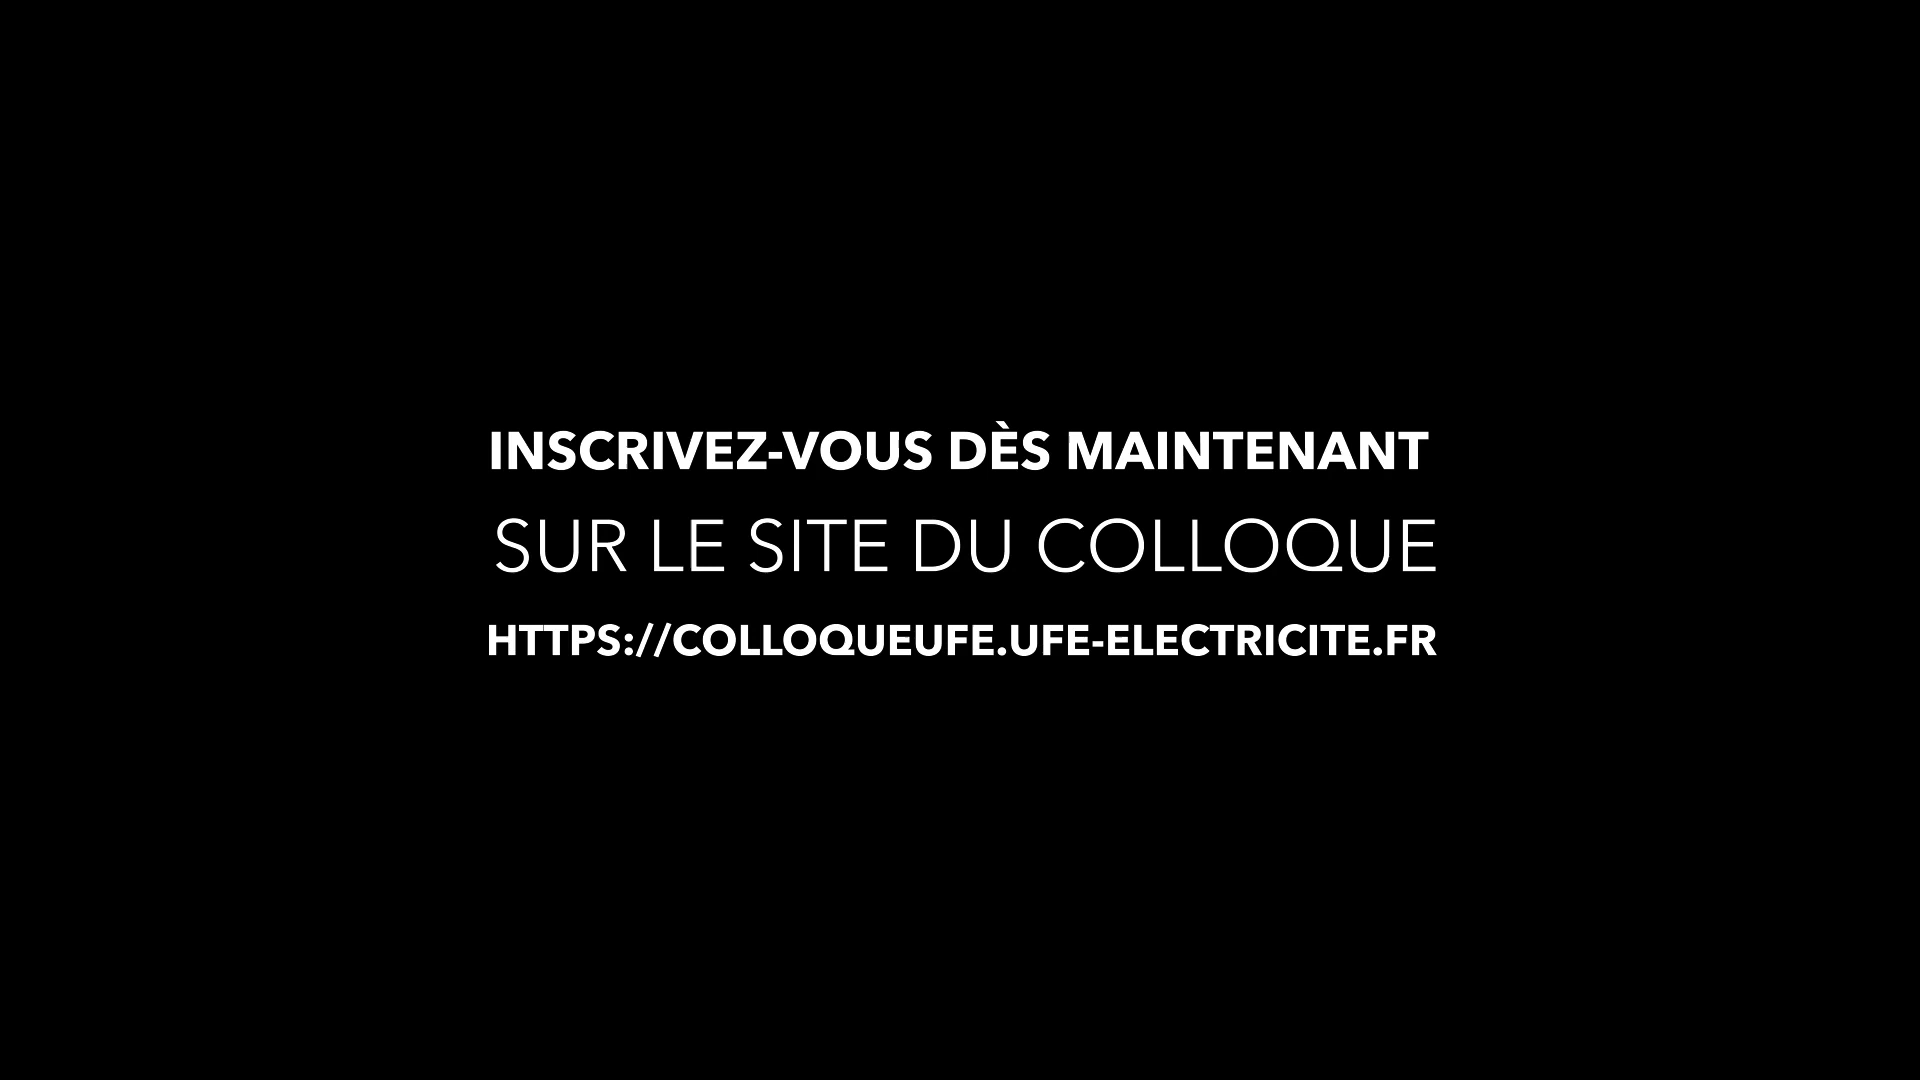 INSCRIVEZ-VOUS DÈS MAINTENANT
SUR LE SITE DU COLLOQUE
HTTPS://COLLOQUEUFE.UFE-ELECTRICITE.FR